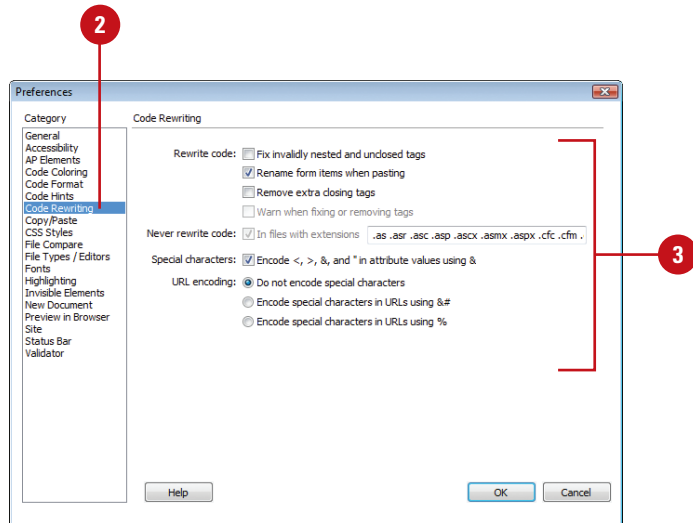 2
Preferences
Category
Code Rewriting
General
Accessibility
AP Elements
Code Coloring
Code Format
Code Hints
Code Rewriting
Copy/Paste
CSS Styles
File Compare
File Types / Editors
Fonts
Highlighting
Invisible Elements
New Document
Preview in Browser
Site
Status Bar
Validator
Rewrite code: Fix invalidly nested and unclosed tags
Rename form items when pasting
Remove extra closing tags
Warn when fixing or removing tags
Never rewrite code: In files with extensions .as .asr .asc .asp .ascx .asmx .aspx .cfc .cfm .
Special characters: Encode <, >, &, and " in attribute values using &
URL encoding: Do not encode special characters
Encode special characters in URLs using &#
Encode special characters in URLs using %
3
Help OK Cancel